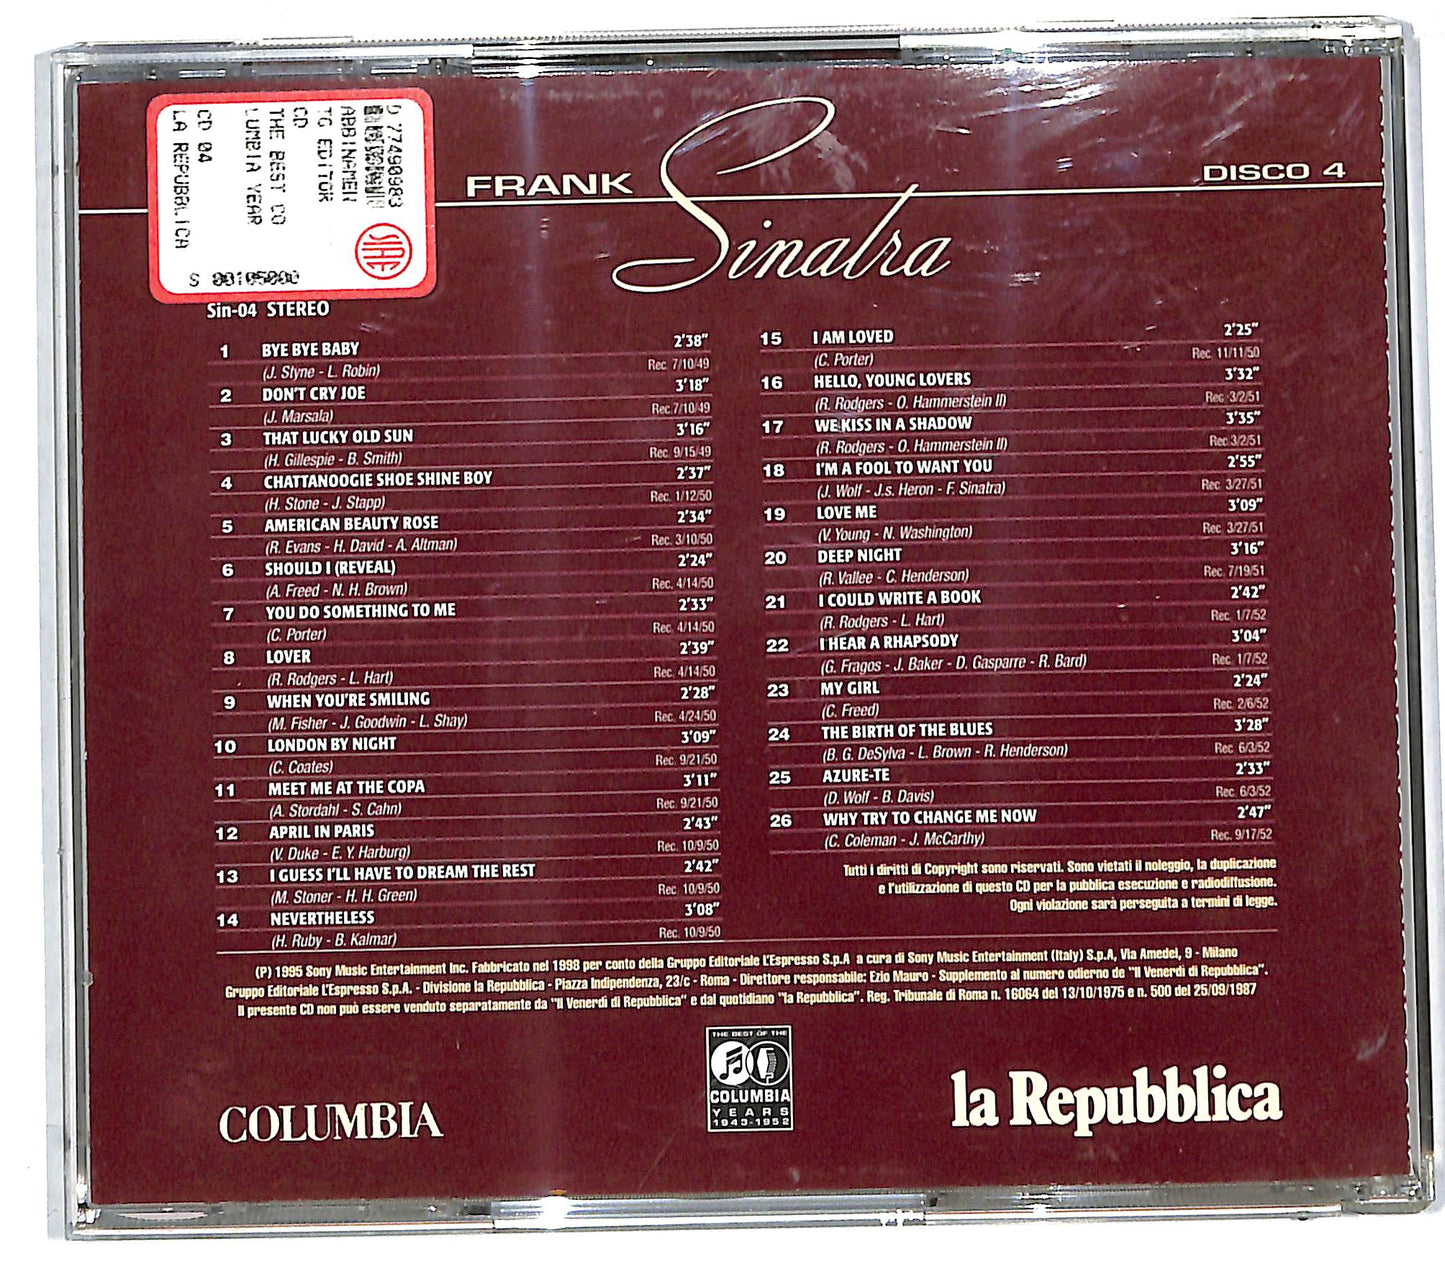 D 77490983
ABBINAMEN
TO EDITOR
CD
THE BEST CO
LUMBIA YEAR
CD 04
LA REPUBBLICA
SIAE
S 00105000
FRANK Sinatra
DISCO 4
Sin-04 STEREO
1 BYE BYE BABY 2'38"
(J. Styne - L. Robin) Rec. 7/10/49
2 DON'T CRY JOE 3'18"
(J. Marsala) Rec.7/10/49
3 THAT LUCKY OLD SUN 3'16"
(H. Gillespie - B. Smith) Rec. 9/15/49
4 CHATTANOOGIE SHOE SHINE BOY 2'37"
(H. Stone - J. Stapp) Rec. 1/12/50
5 AMERICAN BEAUTY ROSE 2'34"
(R. Evans - H. David - A. Altman) Rec. 3/10/50
6 SHOULD I (REVEAL) 2'24"
(A. Freed - N. H. Brown) Rec. 4/14/50
7 YOU DO SOMETHING TO ME 2'33"
(C. Porter) Rec. 4/14/50
8 LOVER 2'39"
(R. Rodgers - L. Hart) Rec. 4/14/50
9 WHEN YOU'RE SMILING 2'28"
(M. Fisher - J. Goodwin - L. Shay) Rec. 4/24/50
10 LONDON BY NIGHT 3'09"
(C. Coates) Rec. 9/21/50
11 MEET ME AT THE COPA 3'11"
(A. Stordahl - S. Cahn) Rec. 9/21/50
12 APRIL IN PARIS 2'43"
(V. Duke - E. Y. Harburg) Rec. 10/9/50
13 I GUESS I'LL HAVE TO DREAM THE REST 2'42"
(M. Stoner - H. H. Green) Rec. 10/9/50
14 NEVERTHELESS 3'08"
(H. Ruby - B. Kalmar) Rec. 10/9/50
15 I AM LOVED 2'25"
(C. Porter) Rec. 11/11/50
16 HELLO, YOUNG LOVERS 3'32"
(R. Rodgers - O. Hammerstein II) Rec. 3/2/51
17 WE KISS IN A SHADOW 3'35"
(R. Rodgers - O. Hammerstein II) Rec 3/2/51
18 I'M A FOOL TO WANT YOU 2'55"
(J. Wolf - J.s. Heron - F. Sinatra) Rec. 3/27/51
19 LOVE ME 3'09"
(V. Young - N. Washington) Rec. 3/27/51
20 DEEP NIGHT 3'16"
(R. Vallee - C. Henderson) Rec. 7/19/51
21 I COULD WRITE A BOOK 2'42"
(R. Rodgers - L. Hart) Rec. 1/7/52
22 I HEAR A RHAPSODY 3'04"
(G. Fragos - J. Baker - D. Gasparre - R. Bard) Rec. 1/7/52
23 MY GIRL 2'24"
(C. Freed) Rec. 2/6/52
24 THE BIRTH OF THE BLUES 3'28"
(B. G. DeSylva - L. Brown - R. Henderson) Rec 6/3/52
25 AZURE-TE 2'33"
(D. Wolf - B. Davis) Rec. 6/3/52
26 WHY TRY TO CHANGE ME NOW 2'47"
(C. Coleman - J. McCarthy) Rec. 9/17/52
Tutti i diritti di Copyright sono riservati. Sono vietati il noleggio, la duplicazione
e l'utilizzazione di questo CD per la pubblica esecuzione e radiodiffusione.
Ogni violazione sarà perseguita a termini di legge.
(P) 1995 Sony Music Entertainment Inc. Fabbricato nel 1998 per conto della Gruppo Editoriale L'Espresso S.p.A a cura di Sony Music Entertainment (Italy) S.p.A, Via Amedei, 9 - Milano
Gruppo Editoriale L'Espresso S.p.A. - Divisione la Repubblica - Piazza Indipendenza, 23/c - Roma - Direttore responsabile: Ezio Mauro - Supplemento al numero odierno de "Il Venerdì di Repubblica".
Il presente CD non può essere venduto separatamente da "Il Venerdì di Repubblica" e dal quotidiano "la Repubblica". Reg. Tribunale di Roma n. 16064 del 13/10/1975 e n. 500 del 25/09/1987
COLUMBIA
THE BEST OF THE
COLUMBIA
YEARS
1943-1952
la Repubblica